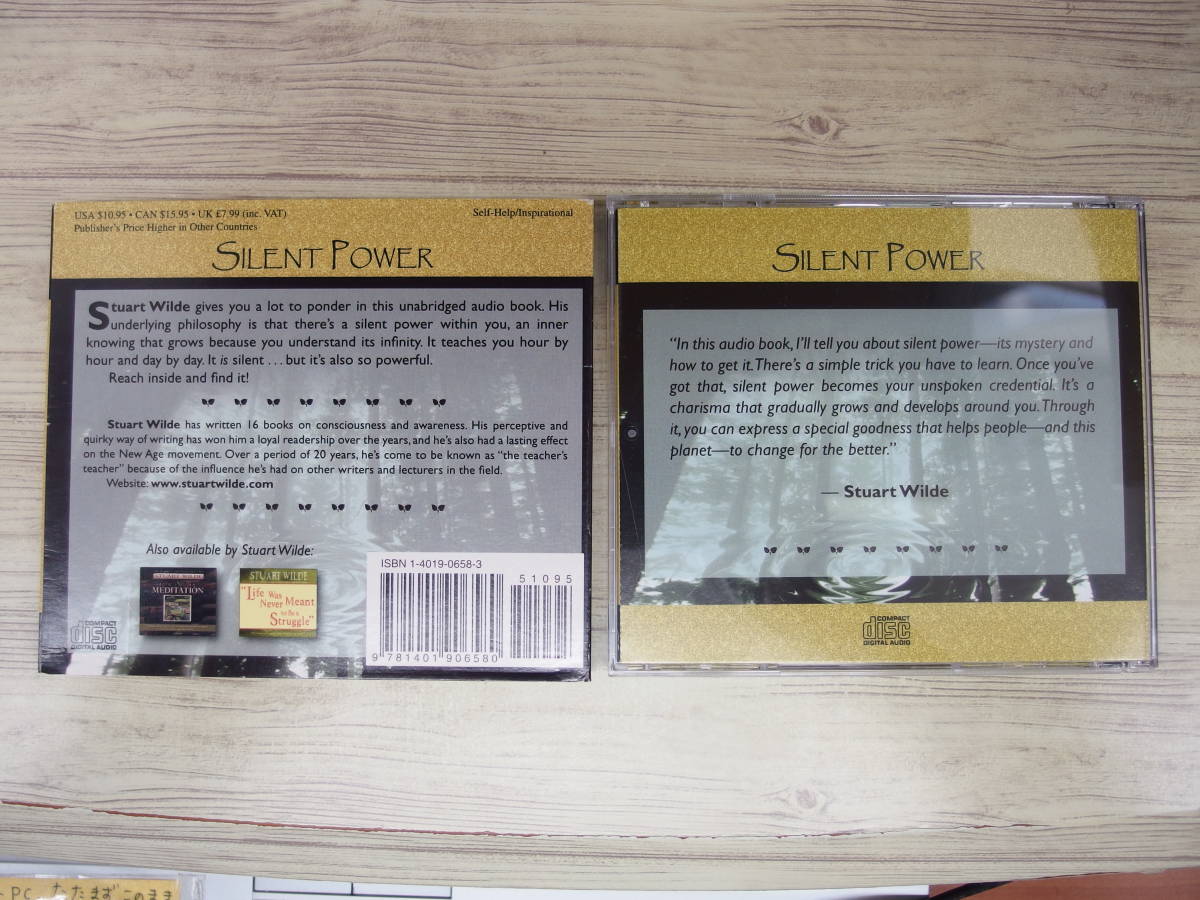 USA $10.95 • CAN $15.95 • UK £7.99 (inc. VAT)
Publisher's Price Higher in Other Countries
Self-Help/Inspirational
SILENT POWER
Stuart Wilde gives you a lot to ponder in this unabridged audio book. His
underlying philosophy is that there's a silent power within you, an inner
knowing that grows because you understand its infinity. It teaches you hour by
hour and day by day. It is silent . . . but it's also so powerful.
Reach inside and find it!
Stuart Wilde has written 16 books on consciousness and awareness. His perceptive and
quirky way of writing has won him a loyal readership over the years, and he's also had a lasting effect
on the New Age movement. Over a period of 20 years, he's come to be known as “the teacher's
teacher” because of the influence he's had on other writers and lecturers in the field.
Website: www.stuartwilde.com
Also available by Stuart Wilde:
STUART WILDE
MEDITATION
STUART WILDE
“Life Was
Never Meant
to Be a
Struggle”
COMPACT
disc
DIGITAL AUDIO
ISBN 1-4019-0658-3
51095
9 781401 906580
SILENT POWER
“In this audio book, I'll tell you about silent power—its mystery and
how to get it. There's a simple trick you have to learn. Once you've
got that, silent power becomes your unspoken credential. It's a
charisma that gradually grows and develops around you. Through
it, you can express a special goodness that helps people—and this
planet—to change for the better.”
— Stuart Wilde
COMPACT
disc
DIGITAL AUDIO
PC たたまず このまま